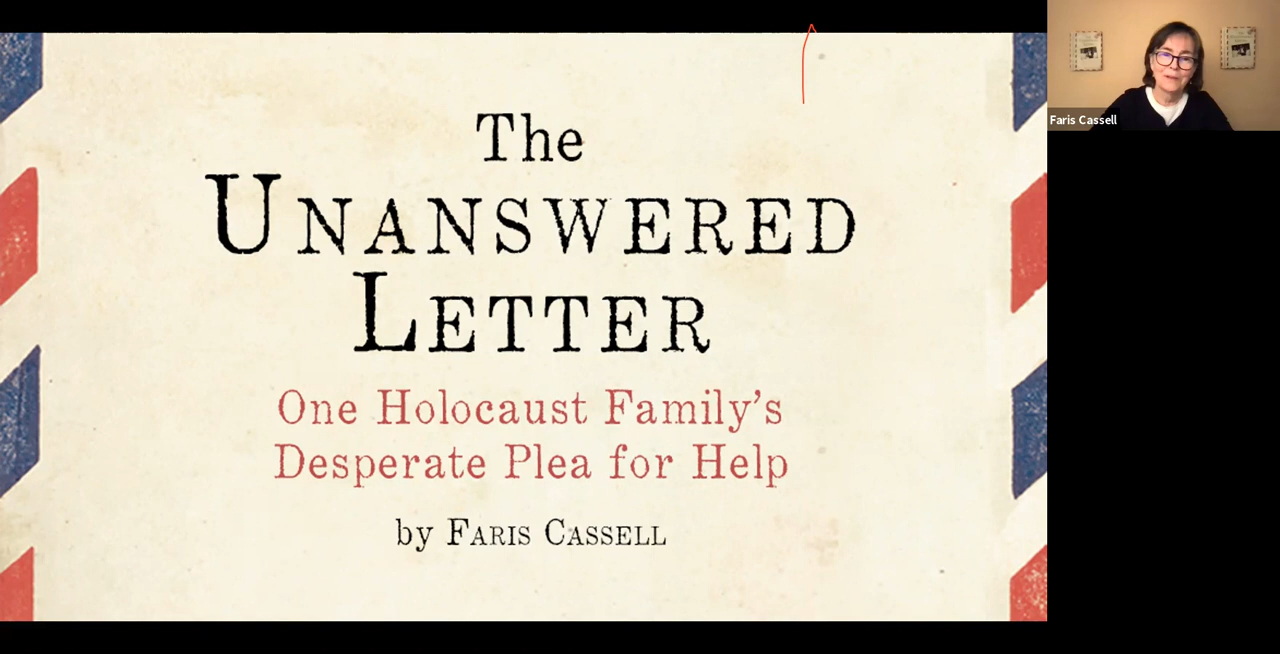 The
UNANSWERED
LETTER
One Holocaust Family's
Desperate Plea for Help
by FARIS CASSELL
Faris Cassell